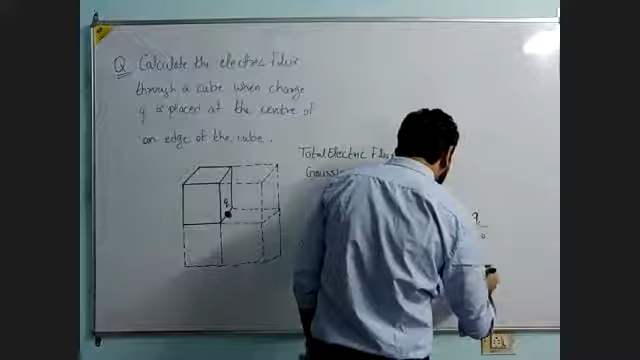 Q Calculate the electric Flux
through a cube when charge
q is placed at the centre of
an edge of the cube.
Total Electric Flux
q
q